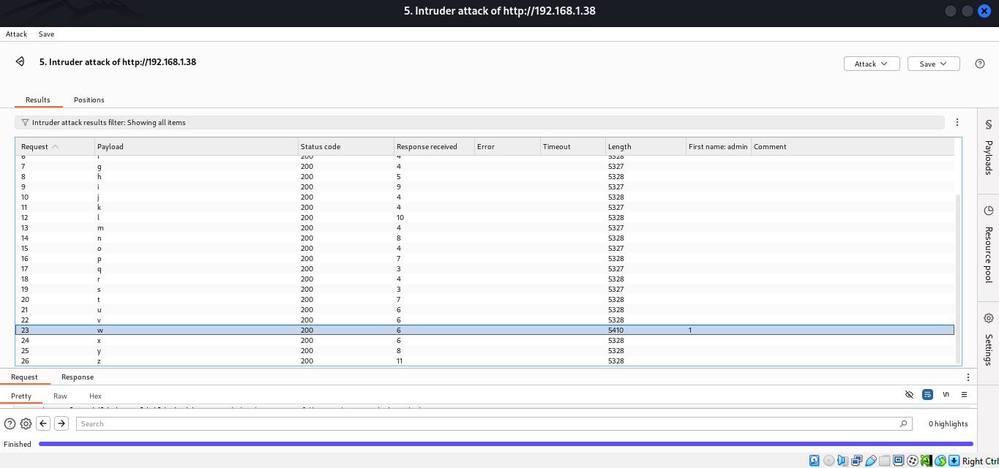 5. Intruder attack of http://192.168.1.38
Attack Save
5. Intruder attack of http://192.168.1.38
Attack Save
Results Positions
Intruder attack results filter: Showing all items
Request Payload Status code Response received Error Timeout Length First name: admin Comment
6 f 200 4 5328
7 g 200 4 5327
8 h 200 5 5328
9 i 200 9 5327
10 j 200 4 5328
11 k 200 4 5327
12 l 200 10 5328
13 m 200 4 5327
14 n 200 8 5328
15 o 200 4 5327
16 p 200 7 5328
17 q 200 3 5327
18 r 200 4 5328
19 s 200 3 5327
20 t 200 7 5328
21 u 200 6 5328
22 v 200 6 5328
23 w 200 6 5410 1
24 x 200 6 5328
25 y 200 8 5328
26 z 200 11 5328
Payloads
Resource pool
Settings
Request Response
Pretty Raw Hex \n
Search 0 highlights
Finished
Right Ctrl